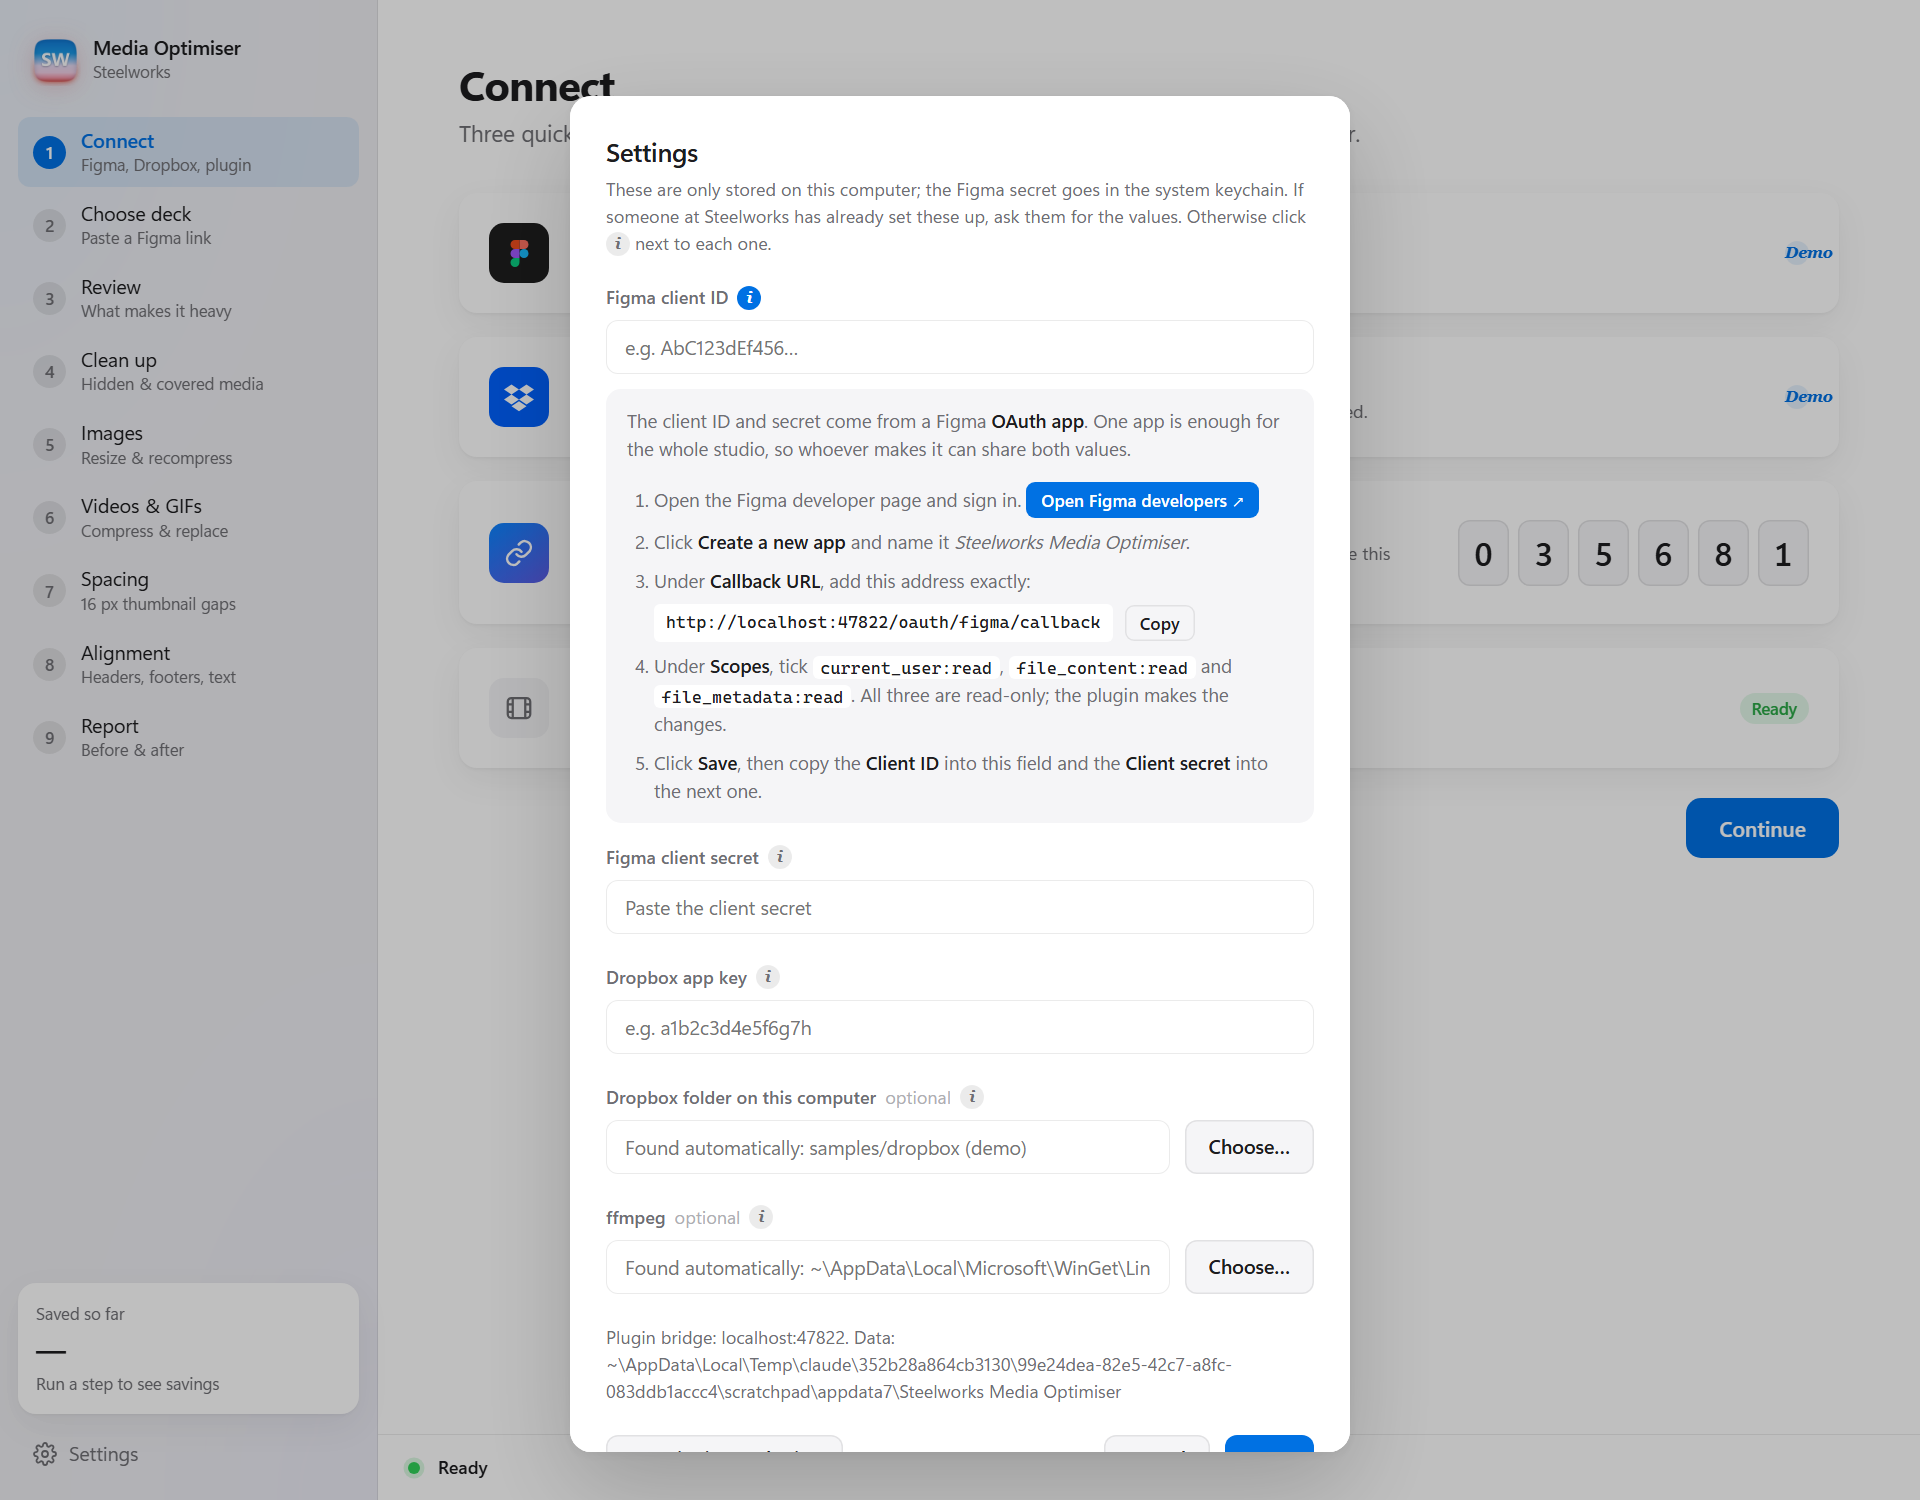 SW
Media Optimiser
Steelworks
1
Connect
Figma, Dropbox, plugin
2
Choose deck
Paste a Figma link
3
Review
What makes it heavy
4
Clean up
Hidden & covered media
5
Images
Resize & recompress
6
Videos & GIFs
Compress & replace
7
Spacing
16 px thumbnail gaps
8
Alignment
Headers, footers, text
9
Report
Before & after
Saved so far
—
Run a step to see savings
Settings
Connect
Three quick
r.
Demo
ed.
Demo
e this
0 3 5 6 8 1
Ready
Continue
Settings
These are only stored on this computer; the Figma secret goes in the system keychain. If
someone at Steelworks has already set these up, ask them for the values. Otherwise click
i next to each one.
Figma client ID i
e.g. AbC123dEf456...
The client ID and secret come from a Figma OAuth app. One app is enough for
the whole studio, so whoever makes it can share both values.
1. Open the Figma developer page and sign in. Open Figma developers ↗
2. Click Create a new app and name it Steelworks Media Optimiser.
3. Under Callback URL, add this address exactly:
http://localhost:47822/oauth/figma/callback Copy
4. Under Scopes, tick current_user:read , file_content:read and
file_metadata:read . All three are read-only; the plugin makes the
changes.
5. Click Save, then copy the Client ID into this field and the Client secret into
the next one.
Figma client secret i
Paste the client secret
Dropbox app key i
e.g. a1b2c3d4e5f6g7h
Dropbox folder on this computer optional i
Found automatically: samples/dropbox (demo)
Choose...
ffmpeg optional i
Found automatically: ~\AppData\Local\Microsoft\WinGet\Lin
Choose...
Plugin bridge: localhost:47822. Data:
~\AppData\Local\Temp\claude\352b28a864cb3130\99e24dea-82e5-42c7-a8fc-
083ddb1accc4\scratchpad\appdata7\Steelworks Media Optimiser
Ready